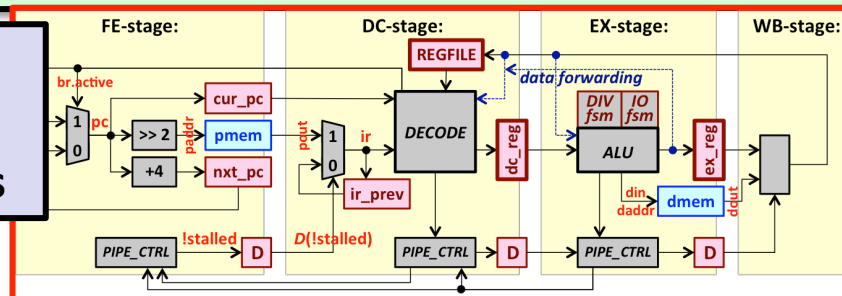 FE-stage:
DC-stage:
EX-stage:
WB-stage:
REGFILE
br.active
data forwarding
cur_pc
DIV
fsm
IO
fsm
1
0
pc
>> 2
paddr
pmem
pout
1
0
ir
DECODE
dc_reg
ALU
ex_reg
+4
nxt_pc
ir_prev
din
daddr
dmem
dout
S
PIPE_CTRL
!stalled
D
D(!stalled)
PIPE_CTRL
D
PIPE_CTRL
D